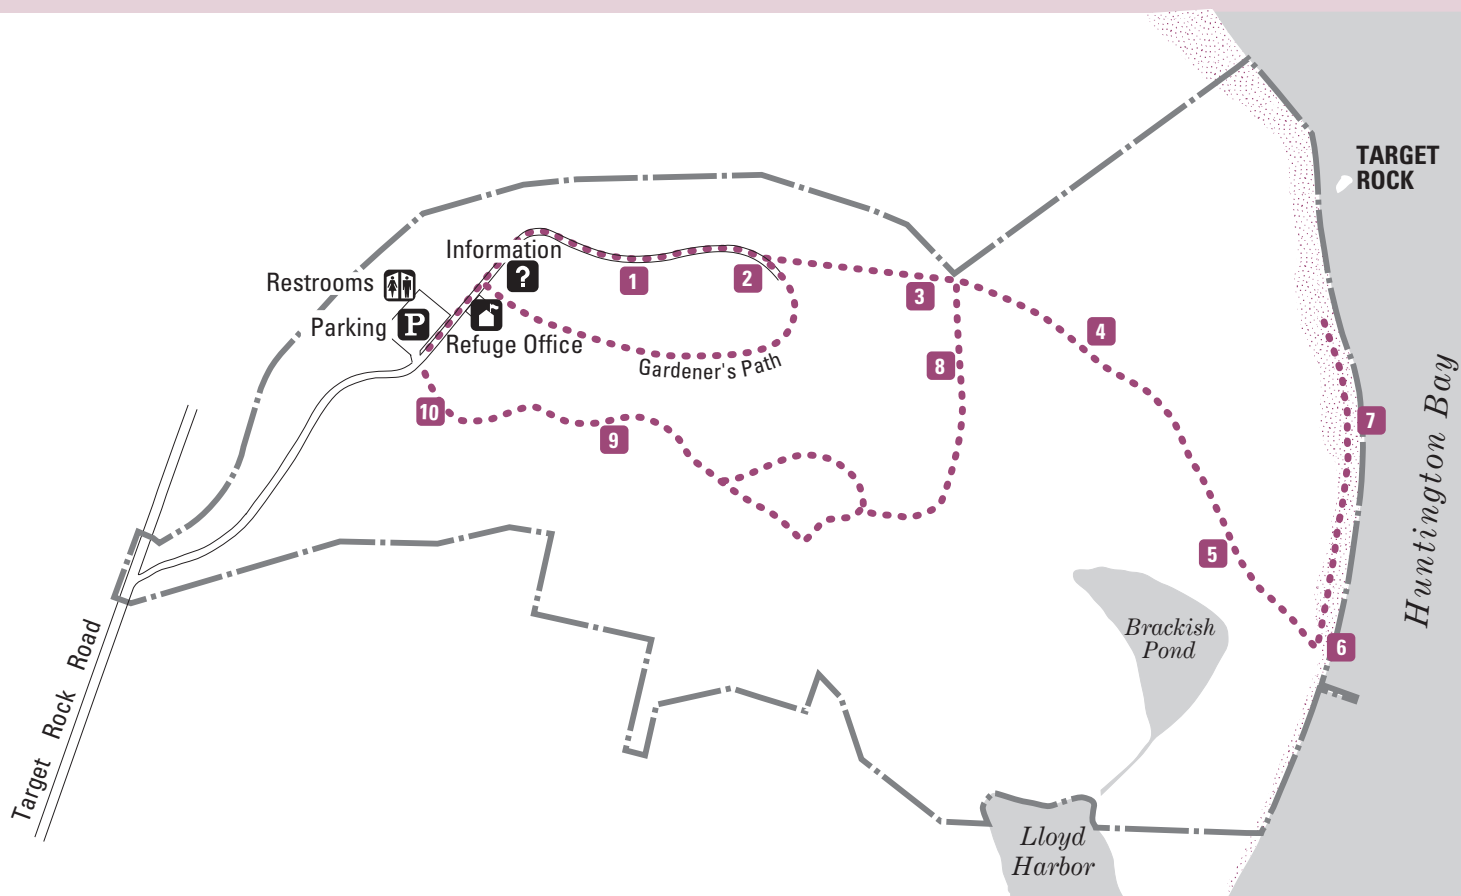 TARGET
ROCK
Information
?
Restrooms
1
2
3
Parking
P
Refuge Office
4
Gardener's Path
8
10
7
9
Huntington Bay
5
Brackish
Pond
6
Target Rock Road
Lloyd
Harbor